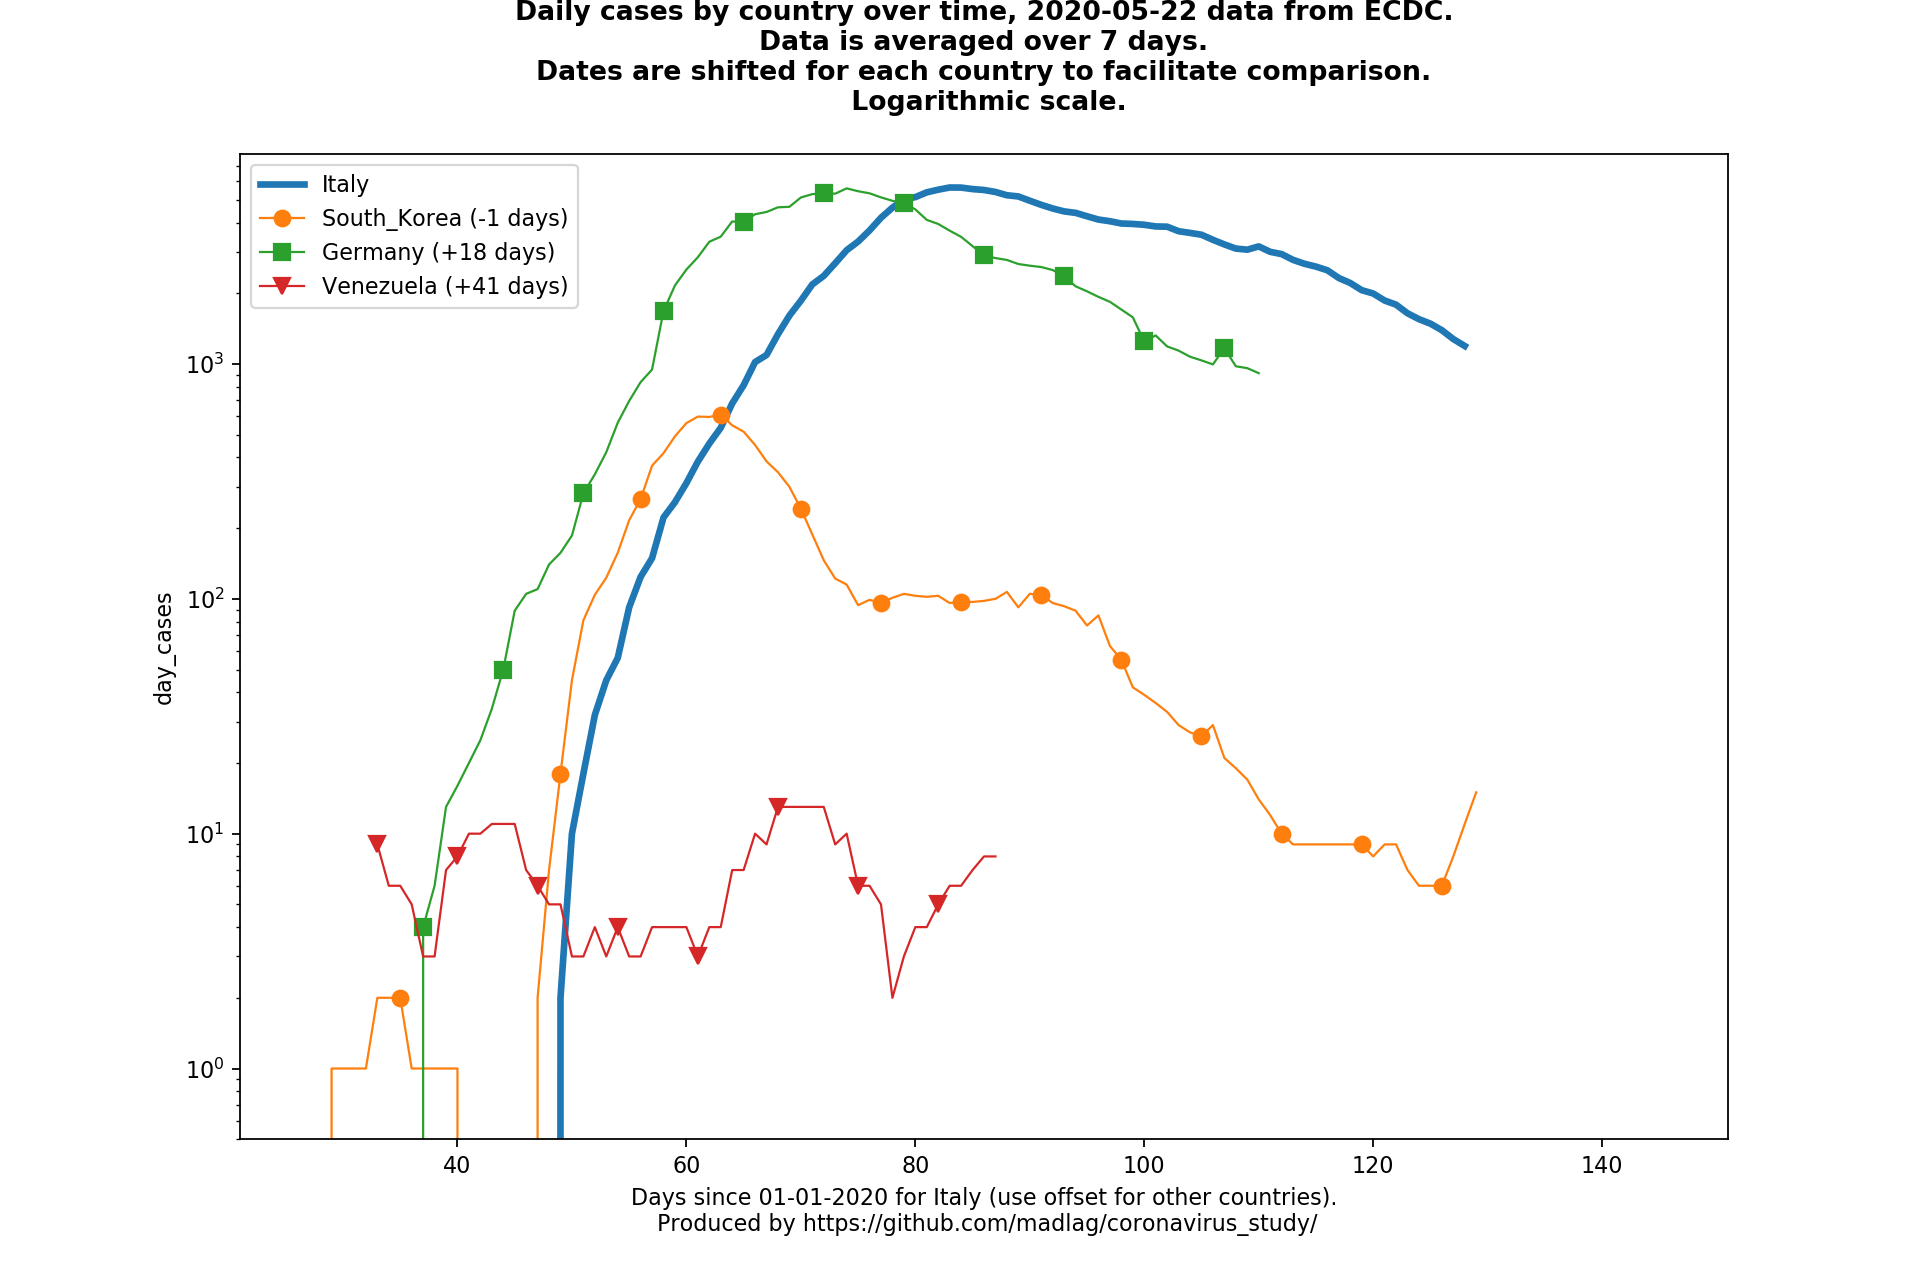 Daily cases by country over time, 2020-05-22 data from ECDC.
Data is averaged over 7 days.
Dates are shifted for each country to facilitate comparison.
Logarithmic scale.
Italy
South_Korea (-1 days)
Germany (+18 days)
Venezuela (+41 days)
day_cases
10³
10²
10¹
10⁰
40 60 80 100 120 140
Days since 01-01-2020 for Italy (use offset for other countries).
Produced by https://github.com/madlag/coronavirus_study/